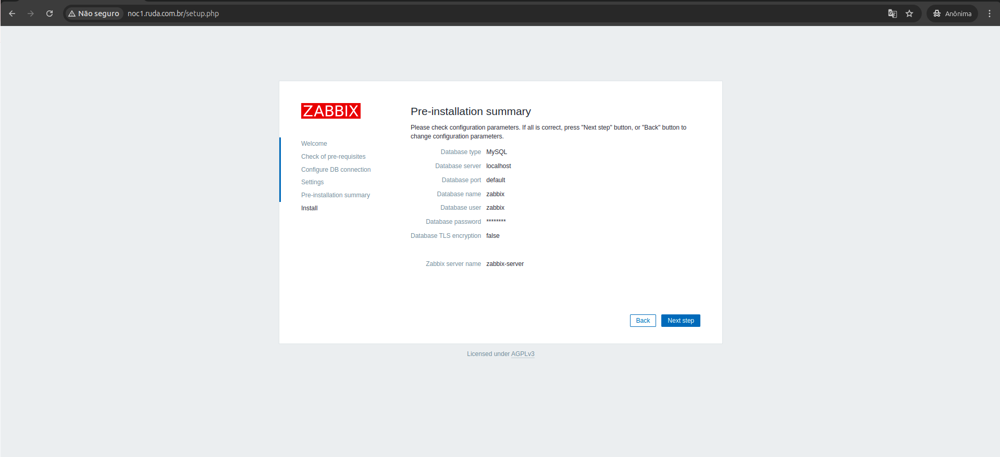 Não seguro noc1.ruda.com.br/setup.php Anônima
ZABBIX
Welcome
Check of pre-requisites
Configure DB connection
Settings
Pre-installation summary
Install
Pre-installation summary
Please check configuration parameters. If all is correct, press "Next step" button, or "Back" button to
change configuration parameters.
Database type MySQL
Database server localhost
Database port default
Database name zabbix
Database user zabbix
Database password ********
Database TLS encryption false
Zabbix server name zabbix-server
Back Next step
Licensed under AGPLv3